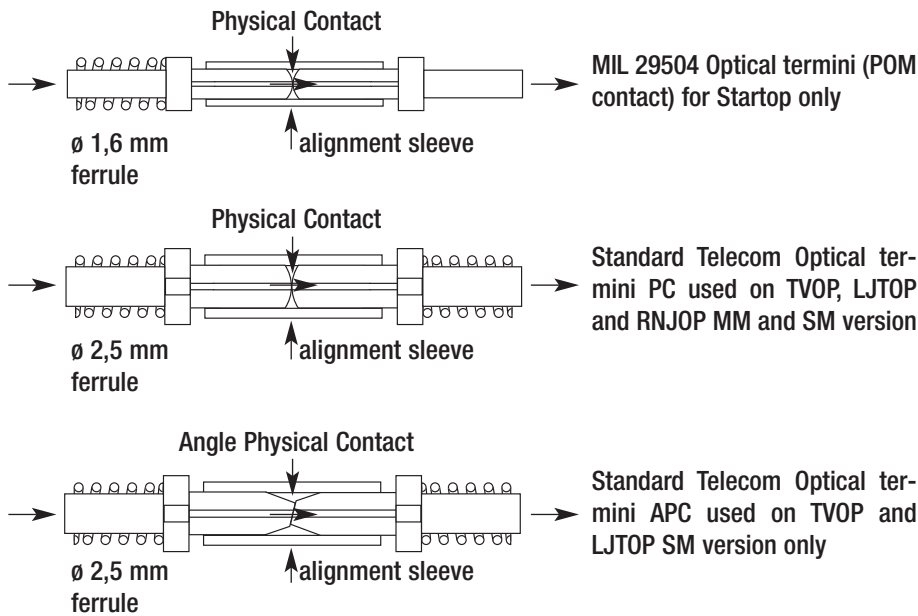 Physical Contact
MIL 29504 Optical termini (POM
contact) for Startop only
ø 1,6 mm
ferrule
alignment sleeve
Physical Contact
Standard Telecom Optical ter-
mini PC used on TVOP, LJTOP
and RNJOP MM and SM version
ø 2,5 mm
ferrule
alignment sleeve
Angle Physical Contact
Standard Telecom Optical ter-
mini APC used on TVOP and
LJTOP SM version only
ø 2,5 mm
ferrule
alignment sleeve